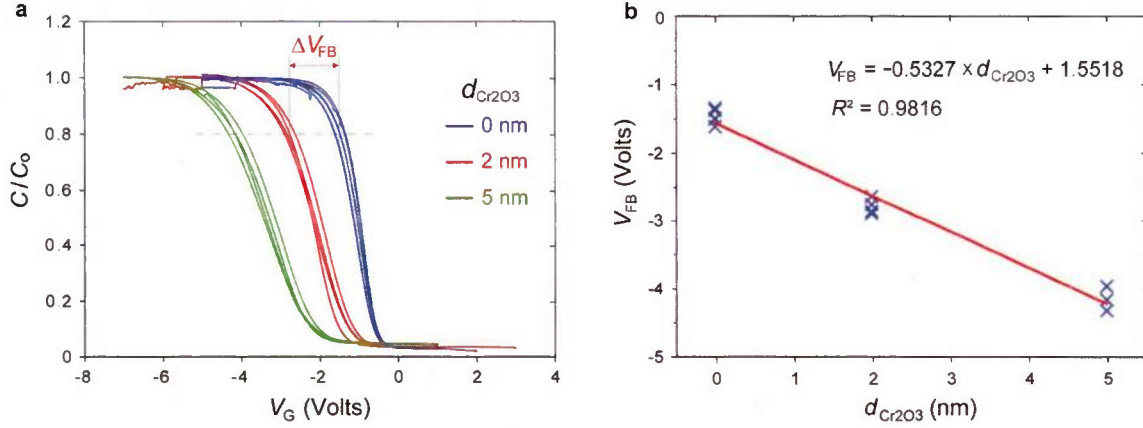 a
1.2
1.0
0.8
0.6
0.4
0.2
0
C/Co
ΔVFB
dCr2O3
0 nm
2 nm
5 nm
-8
-6
-4
-2
0
2
4
VG (Volts)
b
0
-1
-2
-3
-4
-5
VFB (Volts)
VFB = -0.5327 × dCr2O3 + 1.5518
R² = 0.9816
0
1
2
3
4
5
dCr2O3 (nm)